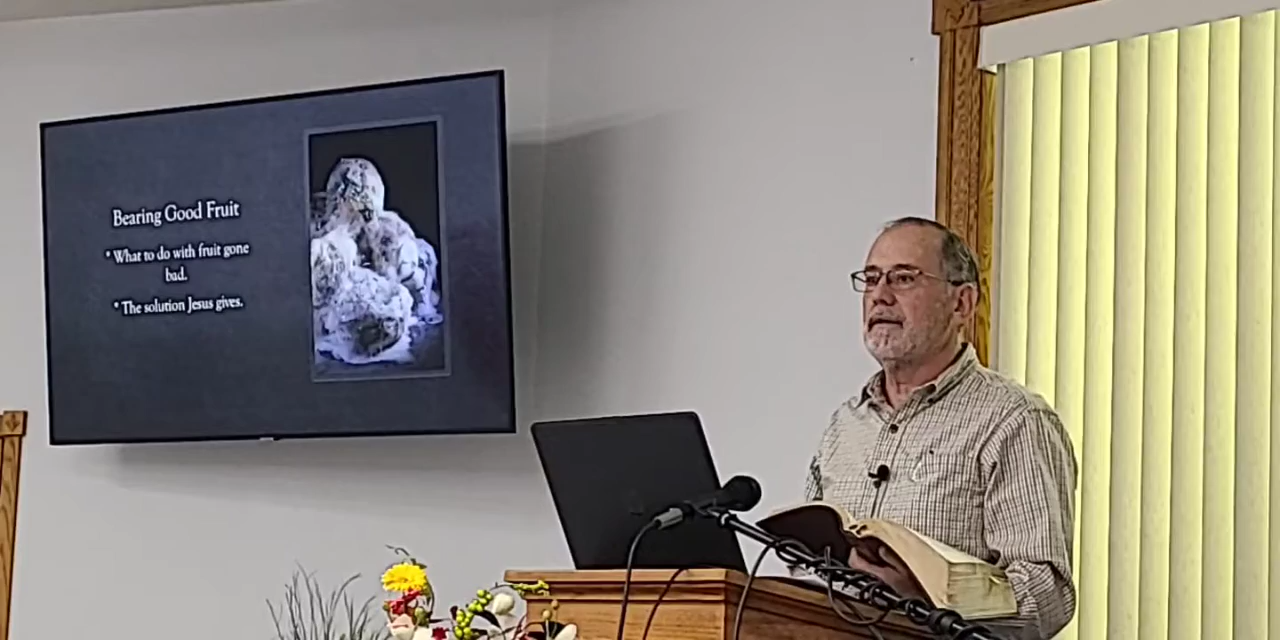 Bearing Good Fruit
* What to do with fruit gone
bad.
* The solution Jesus gives.